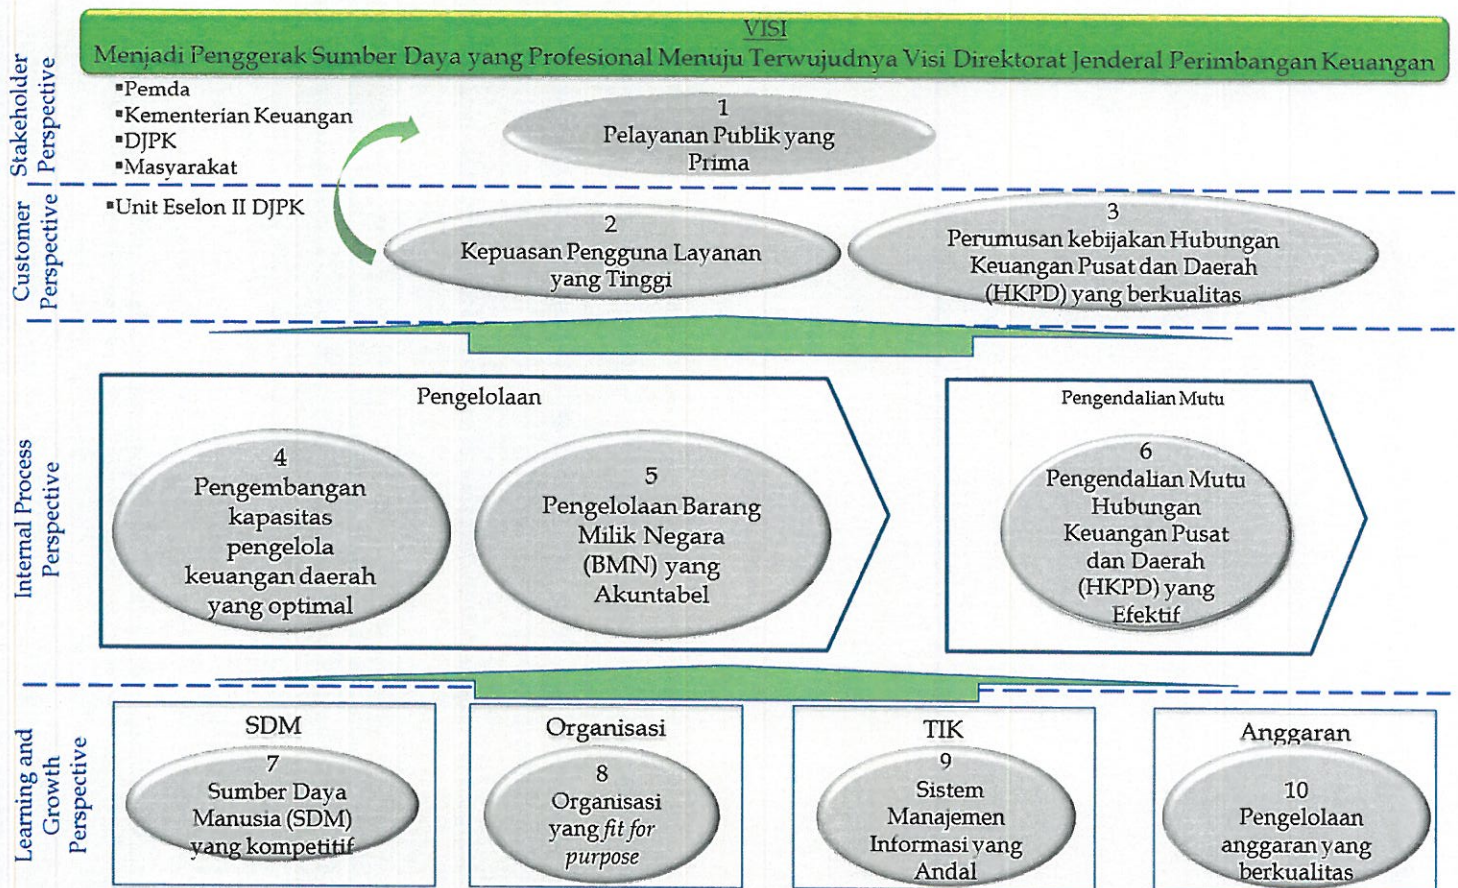 VISI
Menjadi Penggerak Sumber Daya yang Profesional Menuju Terwujudnya Visi Direktorat Jenderal Perimbangan Keuangan
Stakeholder
Perspective
▪Pemda
▪Kementerian Keuangan
▪DJPK
▪Masyarakat
1
Pelayanan Publik yang
Prima
Customer
Perspective
▪Unit Eselon II DJPK
2
Kepuasan Pengguna Layanan
yang Tinggi
3
Perumusan kebijakan Hubungan
Keuangan Pusat dan Daerah
(HKPD) yang berkualitas
Internal Process
Perspective
Pengelolaan
4
Pengembangan
kapasitas
pengelola
keuangan daerah
yang optimal
5
Pengelolaan Barang
Milik Negara
(BMN) yang
Akuntabel
Pengendalian Mutu
6
Pengendalian Mutu
Hubungan
Keuangan Pusat
dan Daerah
(HKPD) yang
Efektif
Learning and
Growth
Perspective
SDM
7
Sumber Daya
Manusia (SDM)
yang kompetitif
Organisasi
8
Organisasi
yang fit for
purpose
TIK
9
Sistem
Manajemen
Informasi yang
Andal
Anggaran
10
Pengelolaan
anggaran yang
berkualitas